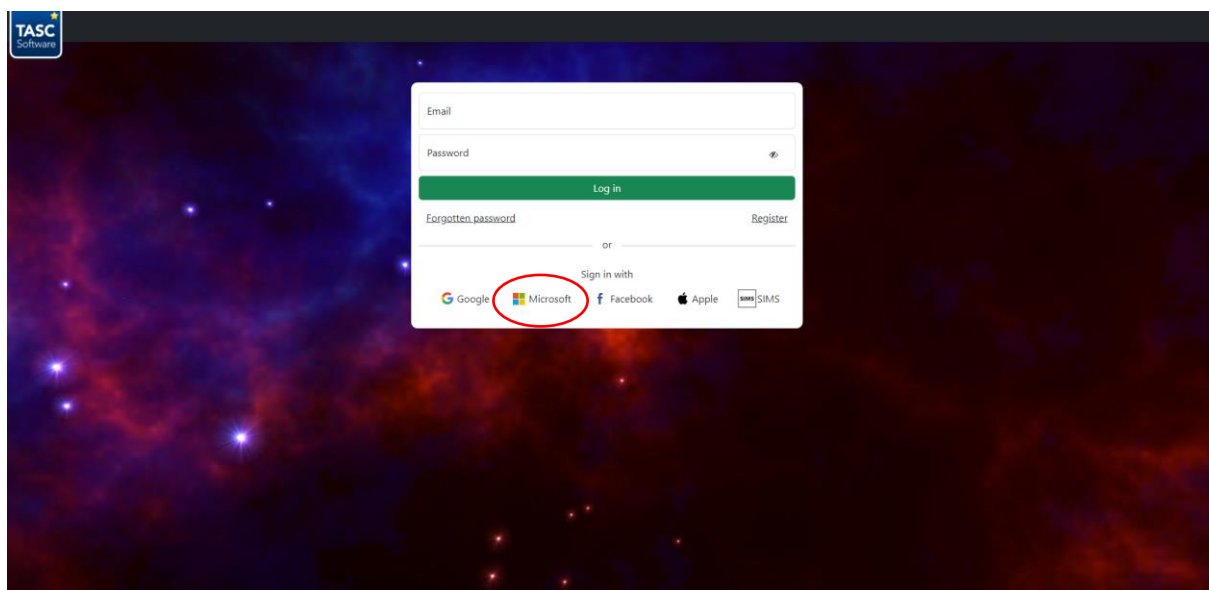 TASC
Software
Email
Password
Log in
Forgotten password Register
or
Sign in with
Google Microsoft Facebook Apple SIMS SIMS